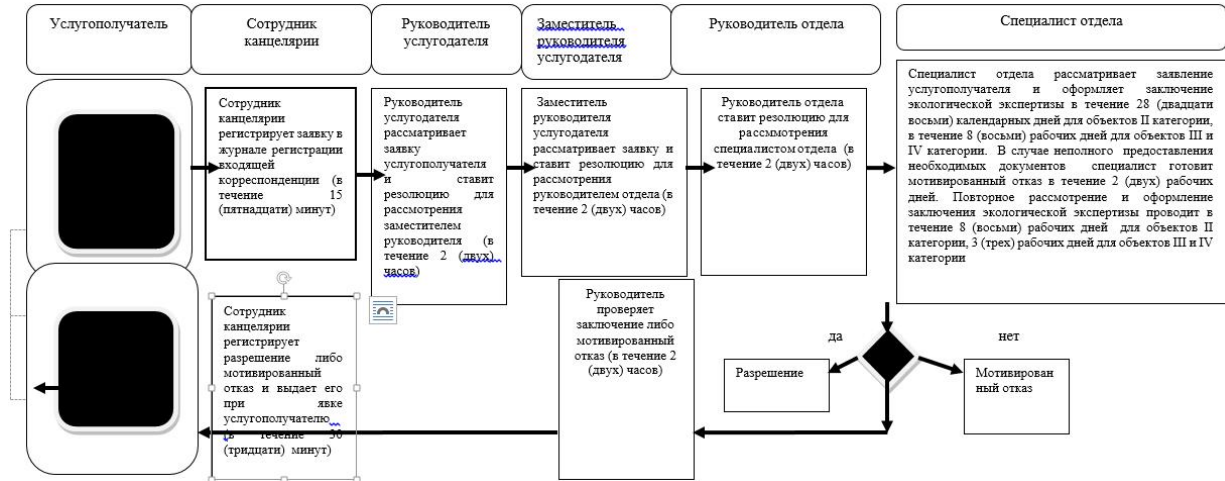 Услугополучатель
Сотрудник
канцелярии
Руководитель
услугодателя
Заместитель
руководителя
услугодателя
Руководитель отдела
Специалист отдела
Сотрудник
канцелярии
регистрирует заявку в
журнале регистрации
входящей
корреспонденции (в
течение 15
(пятнадцати) минут)
Руководитель
услугодателя
рассматривает
заявку
услугополучателя
и ставит
резолюцию для
рассмотрения
заместителем
руководителя (в
течение 2 (двух)
часов)
Заместитель
руководителя
услугодателя
рассматривает заявку и
ставит резолюцию для
рассмотрения
руководителем отдела (в
течение 2 (двух) часов)
Руководитель отдела
ставит резолюцию для
рассммотрения
специалистом отдела (в
течение 2 (двух) часов)
Специалист отдела рассматривает заявление
услугополучателя и оформляет заключение
экологической экспертизы в течение 28 (двадцати
восьми) календарных дней для объектов II категории,
в течение 8 (восьми) рабочих дней для объектов III и
IV категории. В случае неполного предоставления
необходимых документов специалист готовит
мотивированный отказ в течение 2 (двух) рабочих
дней. Повторное рассмотрение и оформление
заключения экологической экспертизы проводит в
течение 8 (восьми) рабочих дней для объектов II
категории, 3 (трех) рабочих дней для объектов III и IV
категории
Сотрудник
канцелярии
регистрирует
разрешение либо
мотивированный
отказ и выдает его
при явке
услугополучателю
(в течение 30
(тридцати) минут)
Руководитель
проверяет
заключение либо
мотивированный
отказ (в течение 2
(двух) часов)
да
нет
Разрешение
Мотивирован
ный отказ